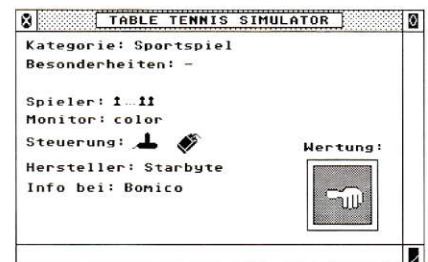 TABLE TENNIS SIMULATOR
Kategorie: Sportspiel
Besonderheiten: -
Spieler: 1...11
Monitor: color
Steuerung:
Wertung:
Hersteller: Starbyte
Info bei: Bomico